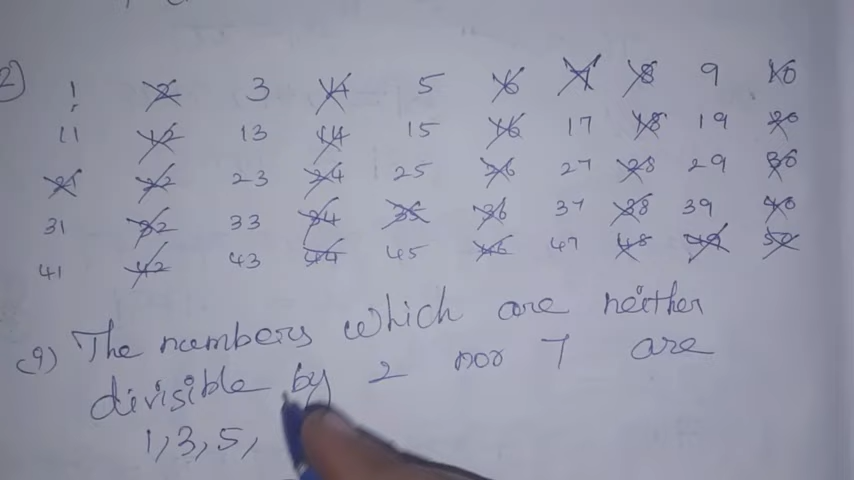 2) 1 2 3 4 5 6 7 8 9 10
11 12 13 14 15 16 17 18 19 20
21 22 23 24 25 26 27 28 29 30
31 32 33 34 35 36 37 38 39 40
41 42 43 44 45 46 47 48 49 50
c9) The numbers which are neither
divisible by 2 nor 7 are
1, 3, 5,